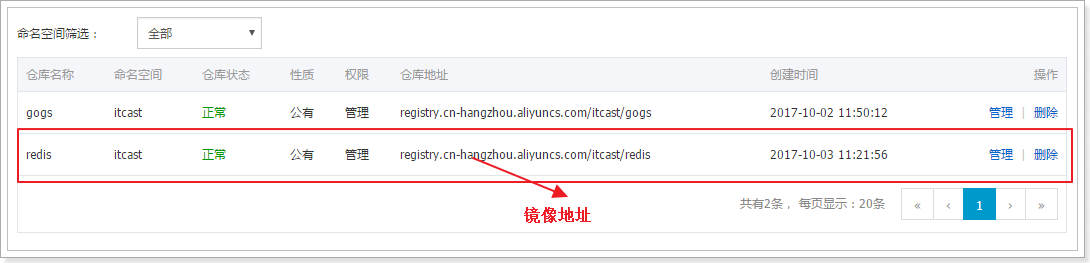 命名空间筛选： 全部
仓库名称 命名空间 仓库状态 性质 权限 仓库地址 创建时间 操作
gogs itcast 正常 公有 管理 registry.cn-hangzhou.aliyuncs.com/itcast/gogs 2017-10-02 11:50:12 管理 | 删除
redis itcast 正常 公有 管理 registry.cn-hangzhou.aliyuncs.com/itcast/redis 2017-10-03 11:21:56 管理 | 删除
共有2条， 每页显示：20条 « ‹ 1 › »
镜像地址